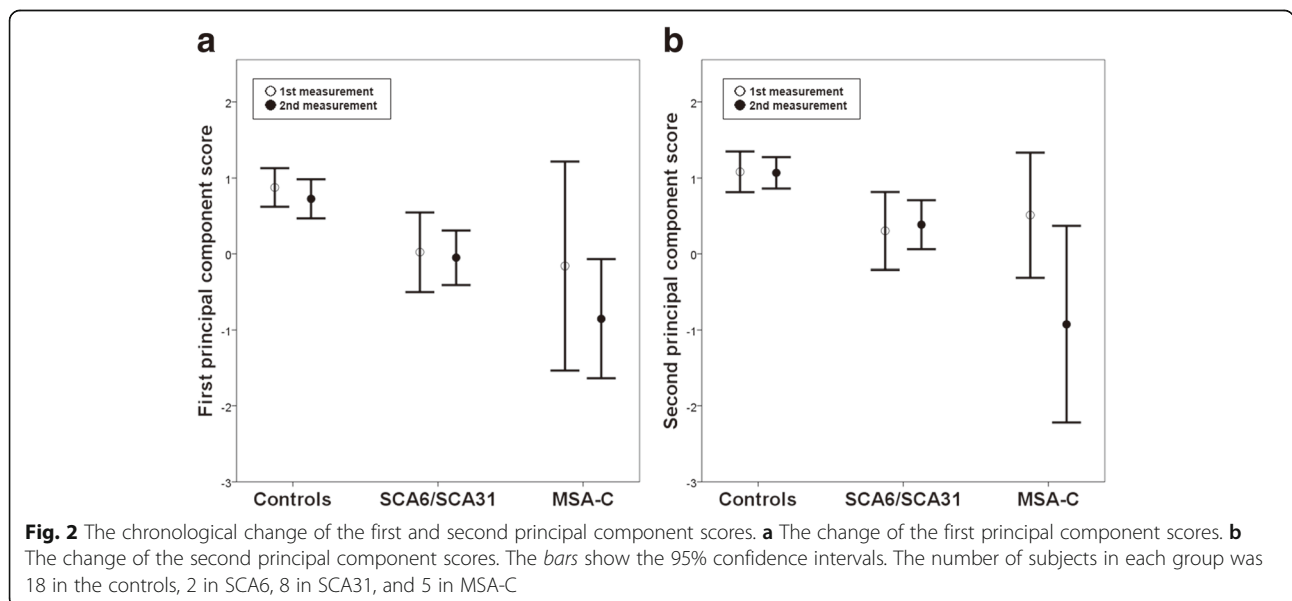 a
b
1st measurement
2nd measurement
1st measurement
2nd measurement
First principal component score
2
1
0
-1
-2
-3
Controls SCA6/SCA31 MSA-C
Second principal component score
2
1
0
-1
-2
-3
Controls SCA6/SCA31 MSA-C
Fig. 2 The chronological change of the first and second principal component scores. a The change of the first principal component scores. b
The change of the second principal component scores. The bars show the 95% confidence intervals. The number of subjects in each group was
18 in the controls, 2 in SCA6, 8 in SCA31, and 5 in MSA-C